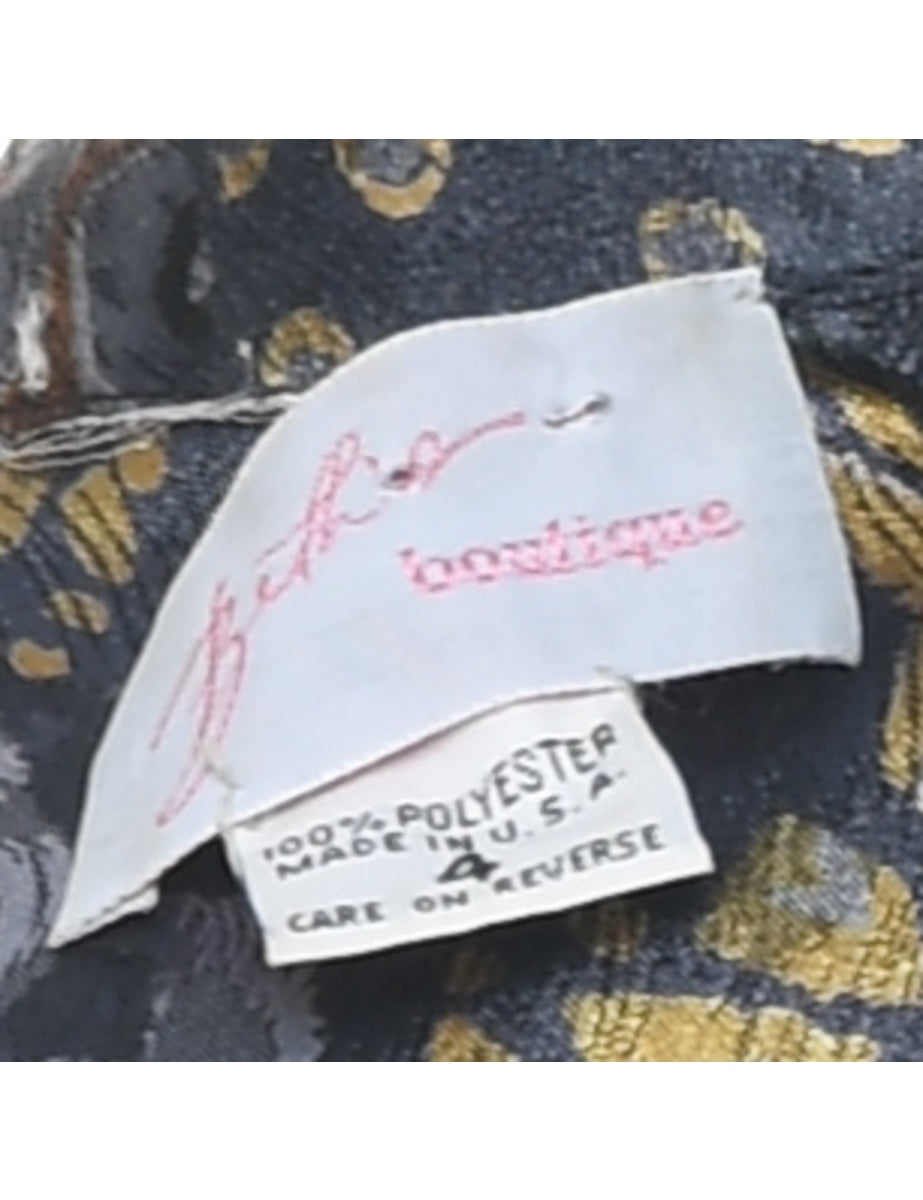 boutique
100% POLYESTER
MADE IN U.S.A.
4
CARE ON REVERSE